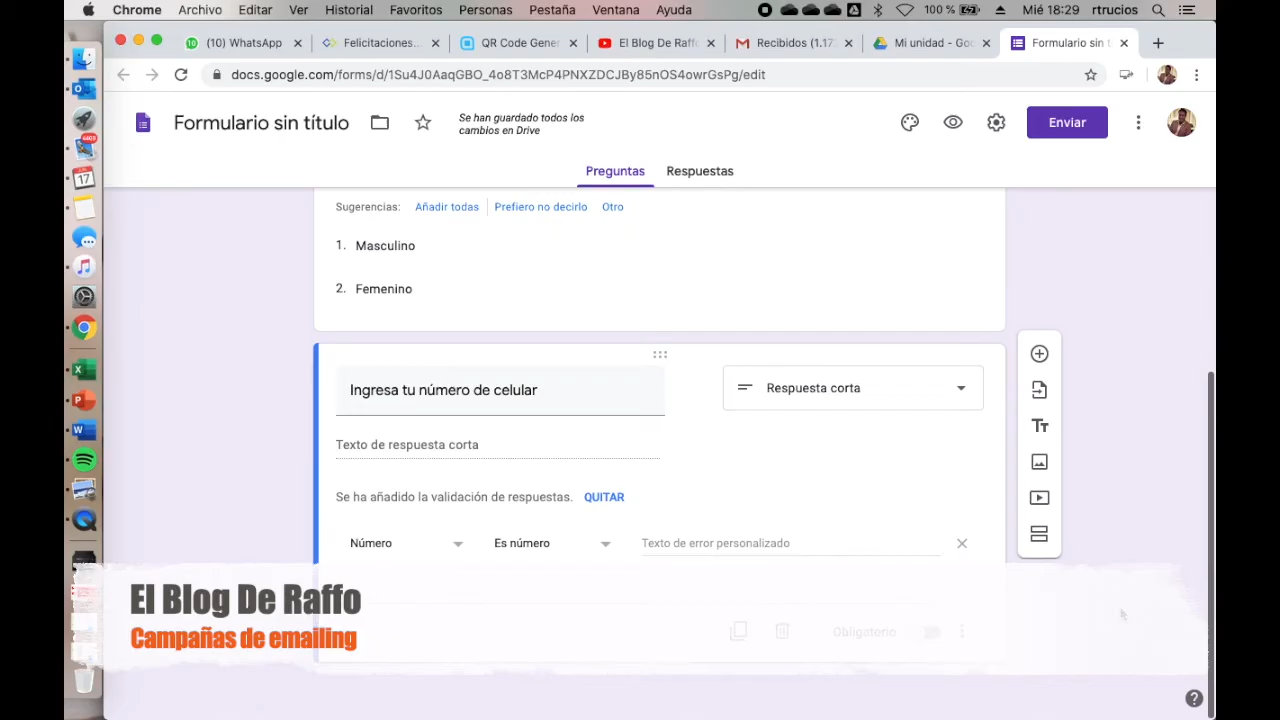 Chrome Archivo Editar Ver Historial Favoritos Personas Pestaña Ventana Ayuda 100 % Mié 18:29 rtrucios
(10) WhatsApp Felicitaciones... QR Code Gener El Blog De Raffo Recibidos (1.17 Mi unidad - Goo Formulario sin t
docs.google.com/forms/d/1Su4J0AaqGBO_4o8T3McP4PNXZDCJBy85nOS4owrGsPg/edit
Formulario sin título
Se han guardado todos los
cambios en Drive
Enviar
Preguntas Respuestas
Sugerencias: Añadir todas Prefiero no decirlo Otro
1. Masculino
2. Femenino
Ingresa tu número de celular
Respuesta corta
Texto de respuesta corta
Se ha añadido la validación de respuestas. QUITAR
Número Es número Texto de error personalizado
Obligatorio
El Blog De Raffo
Campañas de emailing
17